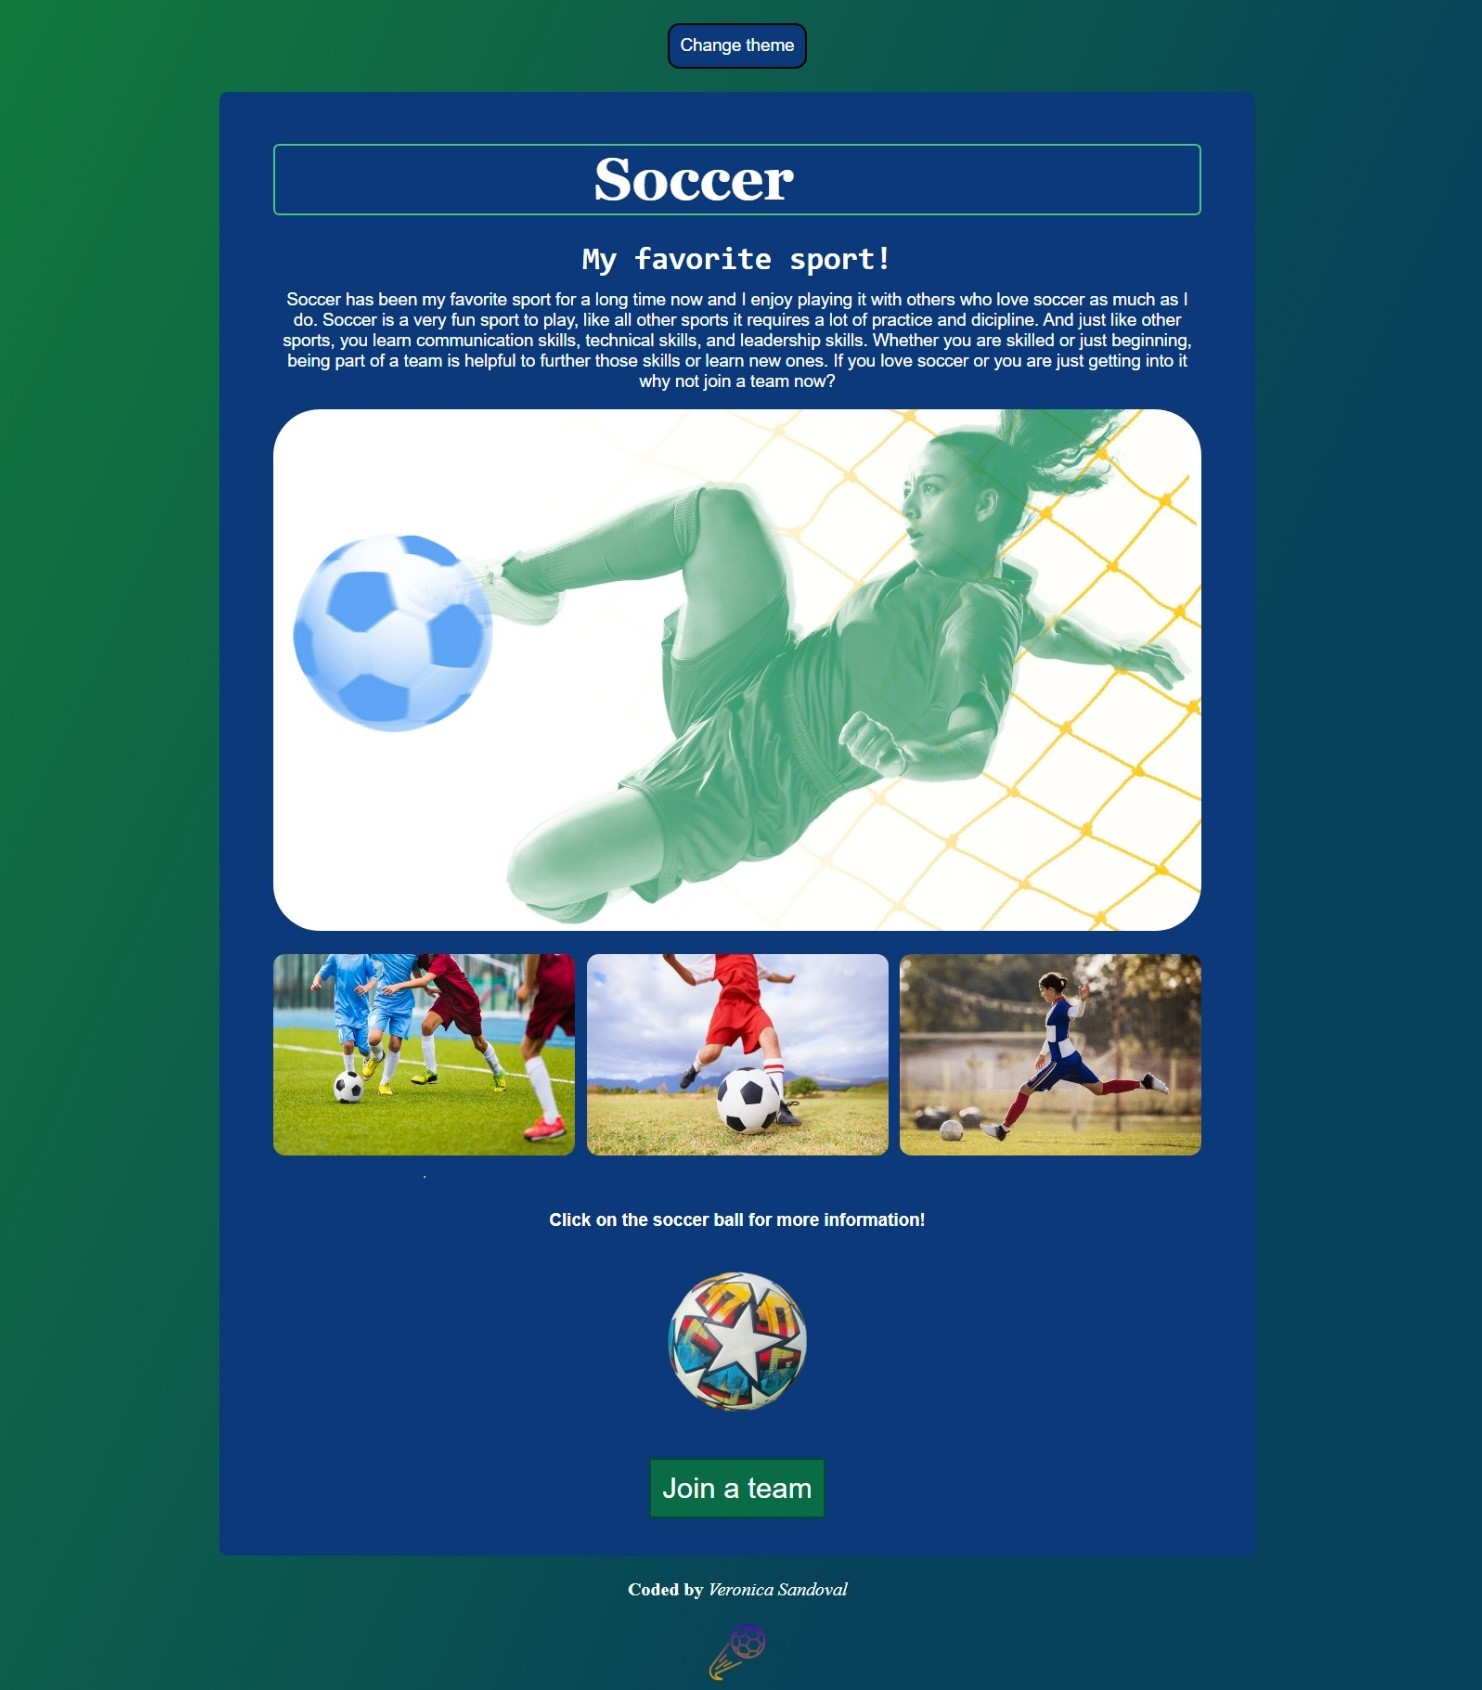 Change theme
Soccer
My favorite sport!
Soccer has been my favorite sport for a long time now and I enjoy playing it with others who love soccer as much as I
do. Soccer is a very fun sport to play, like all other sports it requires a lot of practice and dicipline. And just like other
sports, you learn communication skills, technical skills, and leadership skills. Whether you are skilled or just beginning,
being part of a team is helpful to further those skills or learn new ones. If you love soccer or you are just getting into it
why not join a team now?
.
Click on the soccer ball for more information!
Join a team
Coded by Veronica Sandoval